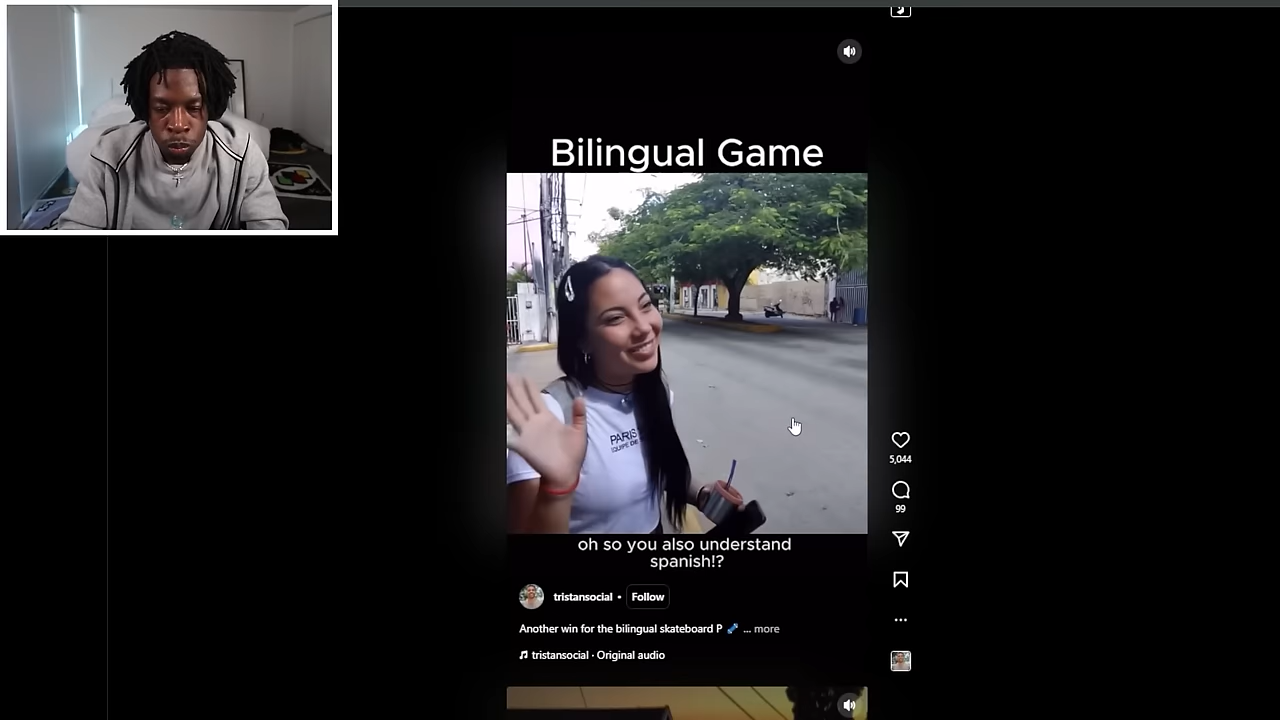 Bilingual Game
PARIS
oh so you also understand
spanish!?
tristansocial • Follow
Another win for the bilingual skateboard P ... more
tristansocial · Original audio
5,044
99